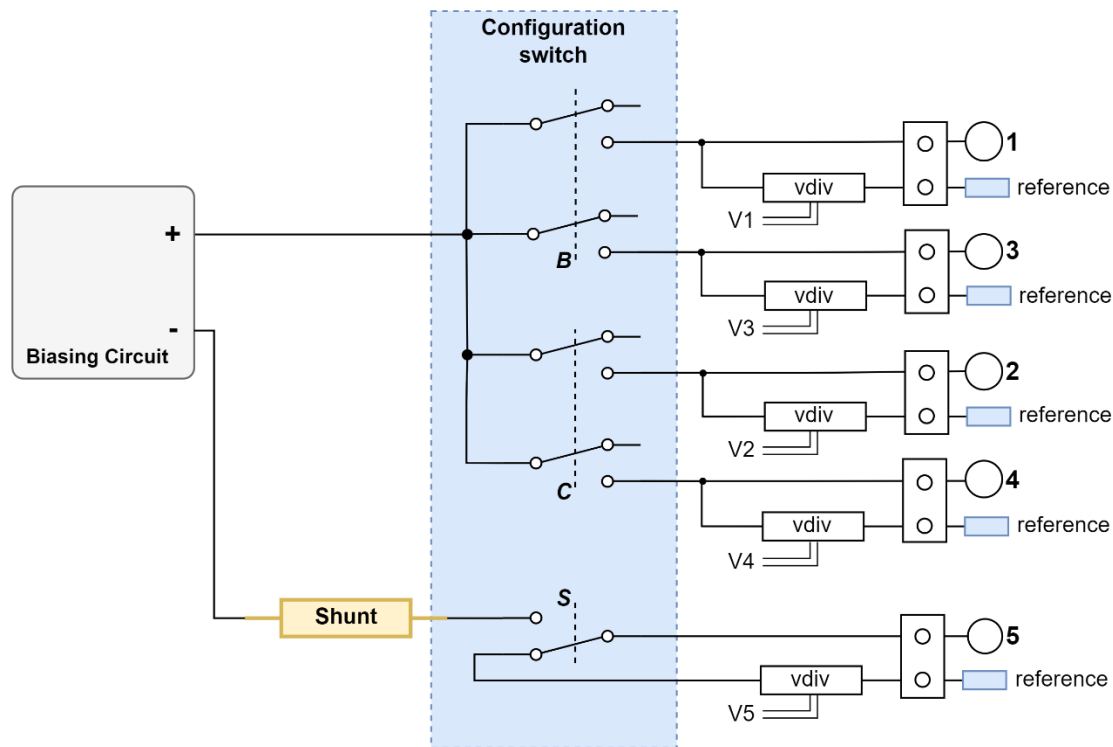 Configuration
switch
1
vdiv
reference
V1
+
B
3
vdiv
reference
V3
-
Biasing Circuit
2
vdiv
reference
V2
C
4
vdiv
reference
V4
S
Shunt
5
vdiv
reference
V5